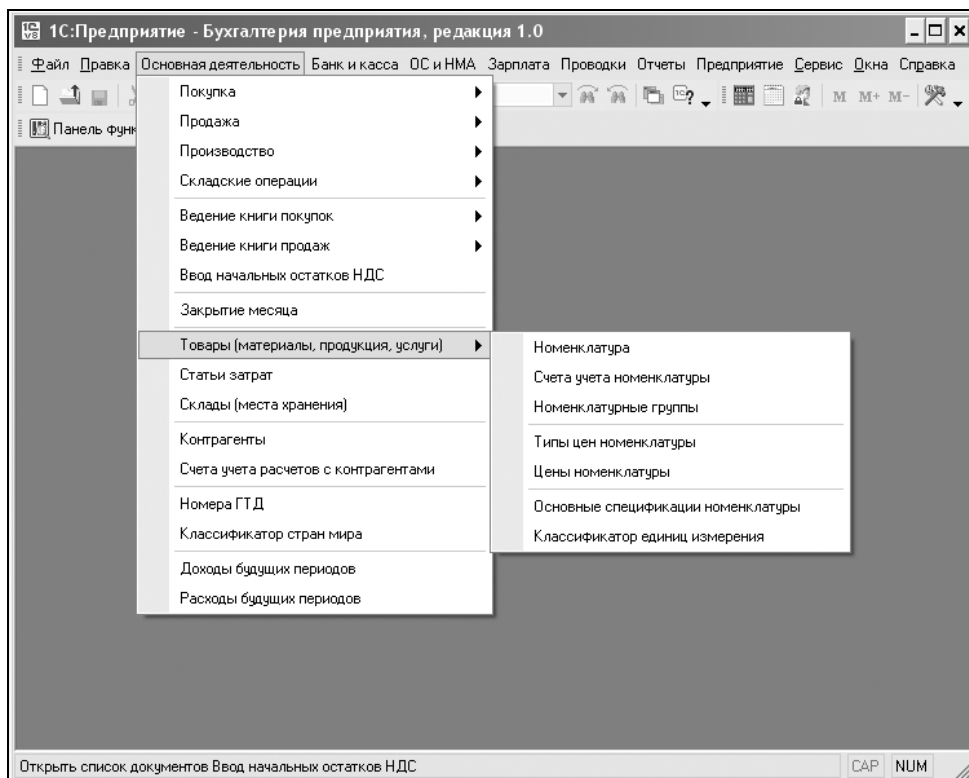 1С:Предприятие - Бухгалтерия предприятия, редакция 1.0
Файл Правка Основная деятельность Банк и касса ОС и НМА Зарплата Проводки Отчеты Предприятие Сервис Окна Справка
M M+ M-
Панель функ
Покупка
Продажа
Производство
Складские операции
Ведение книги покупок
Ведение книги продаж
Ввод начальных остатков НДС
Закрытие месяца
Товары (материалы, продукция, услуги)
Статьи затрат
Склады (места хранения)
Контрагенты
Счета учета расчетов с контрагентами
Номера ГТД
Классификатор стран мира
Доходы будущих периодов
Расходы будущих периодов
Номенклатура
Счета учета номенклатуры
Номенклатурные группы
Типы цен номенклатуры
Цены номенклатуры
Основные спецификации номенклатуры
Классификатор единиц измерения
Открыть список документов Ввод начальных остатков НДС
CAP NUM